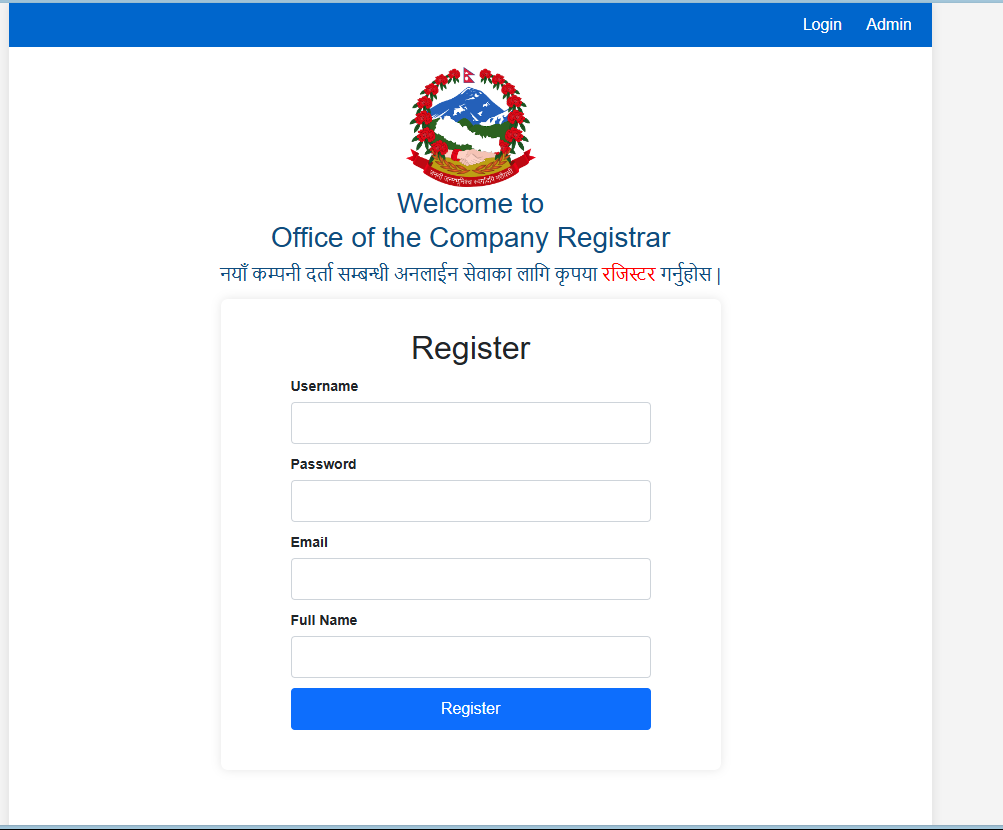 Login Admin
Welcome to
Office of the Company Registrar
नयाँ कम्पनी दर्ता सम्बन्धी अनलाईन सेवाका लागि कृपया रजिस्टर गर्नुहोस |
Register
Username
Password
Email
Full Name
Register